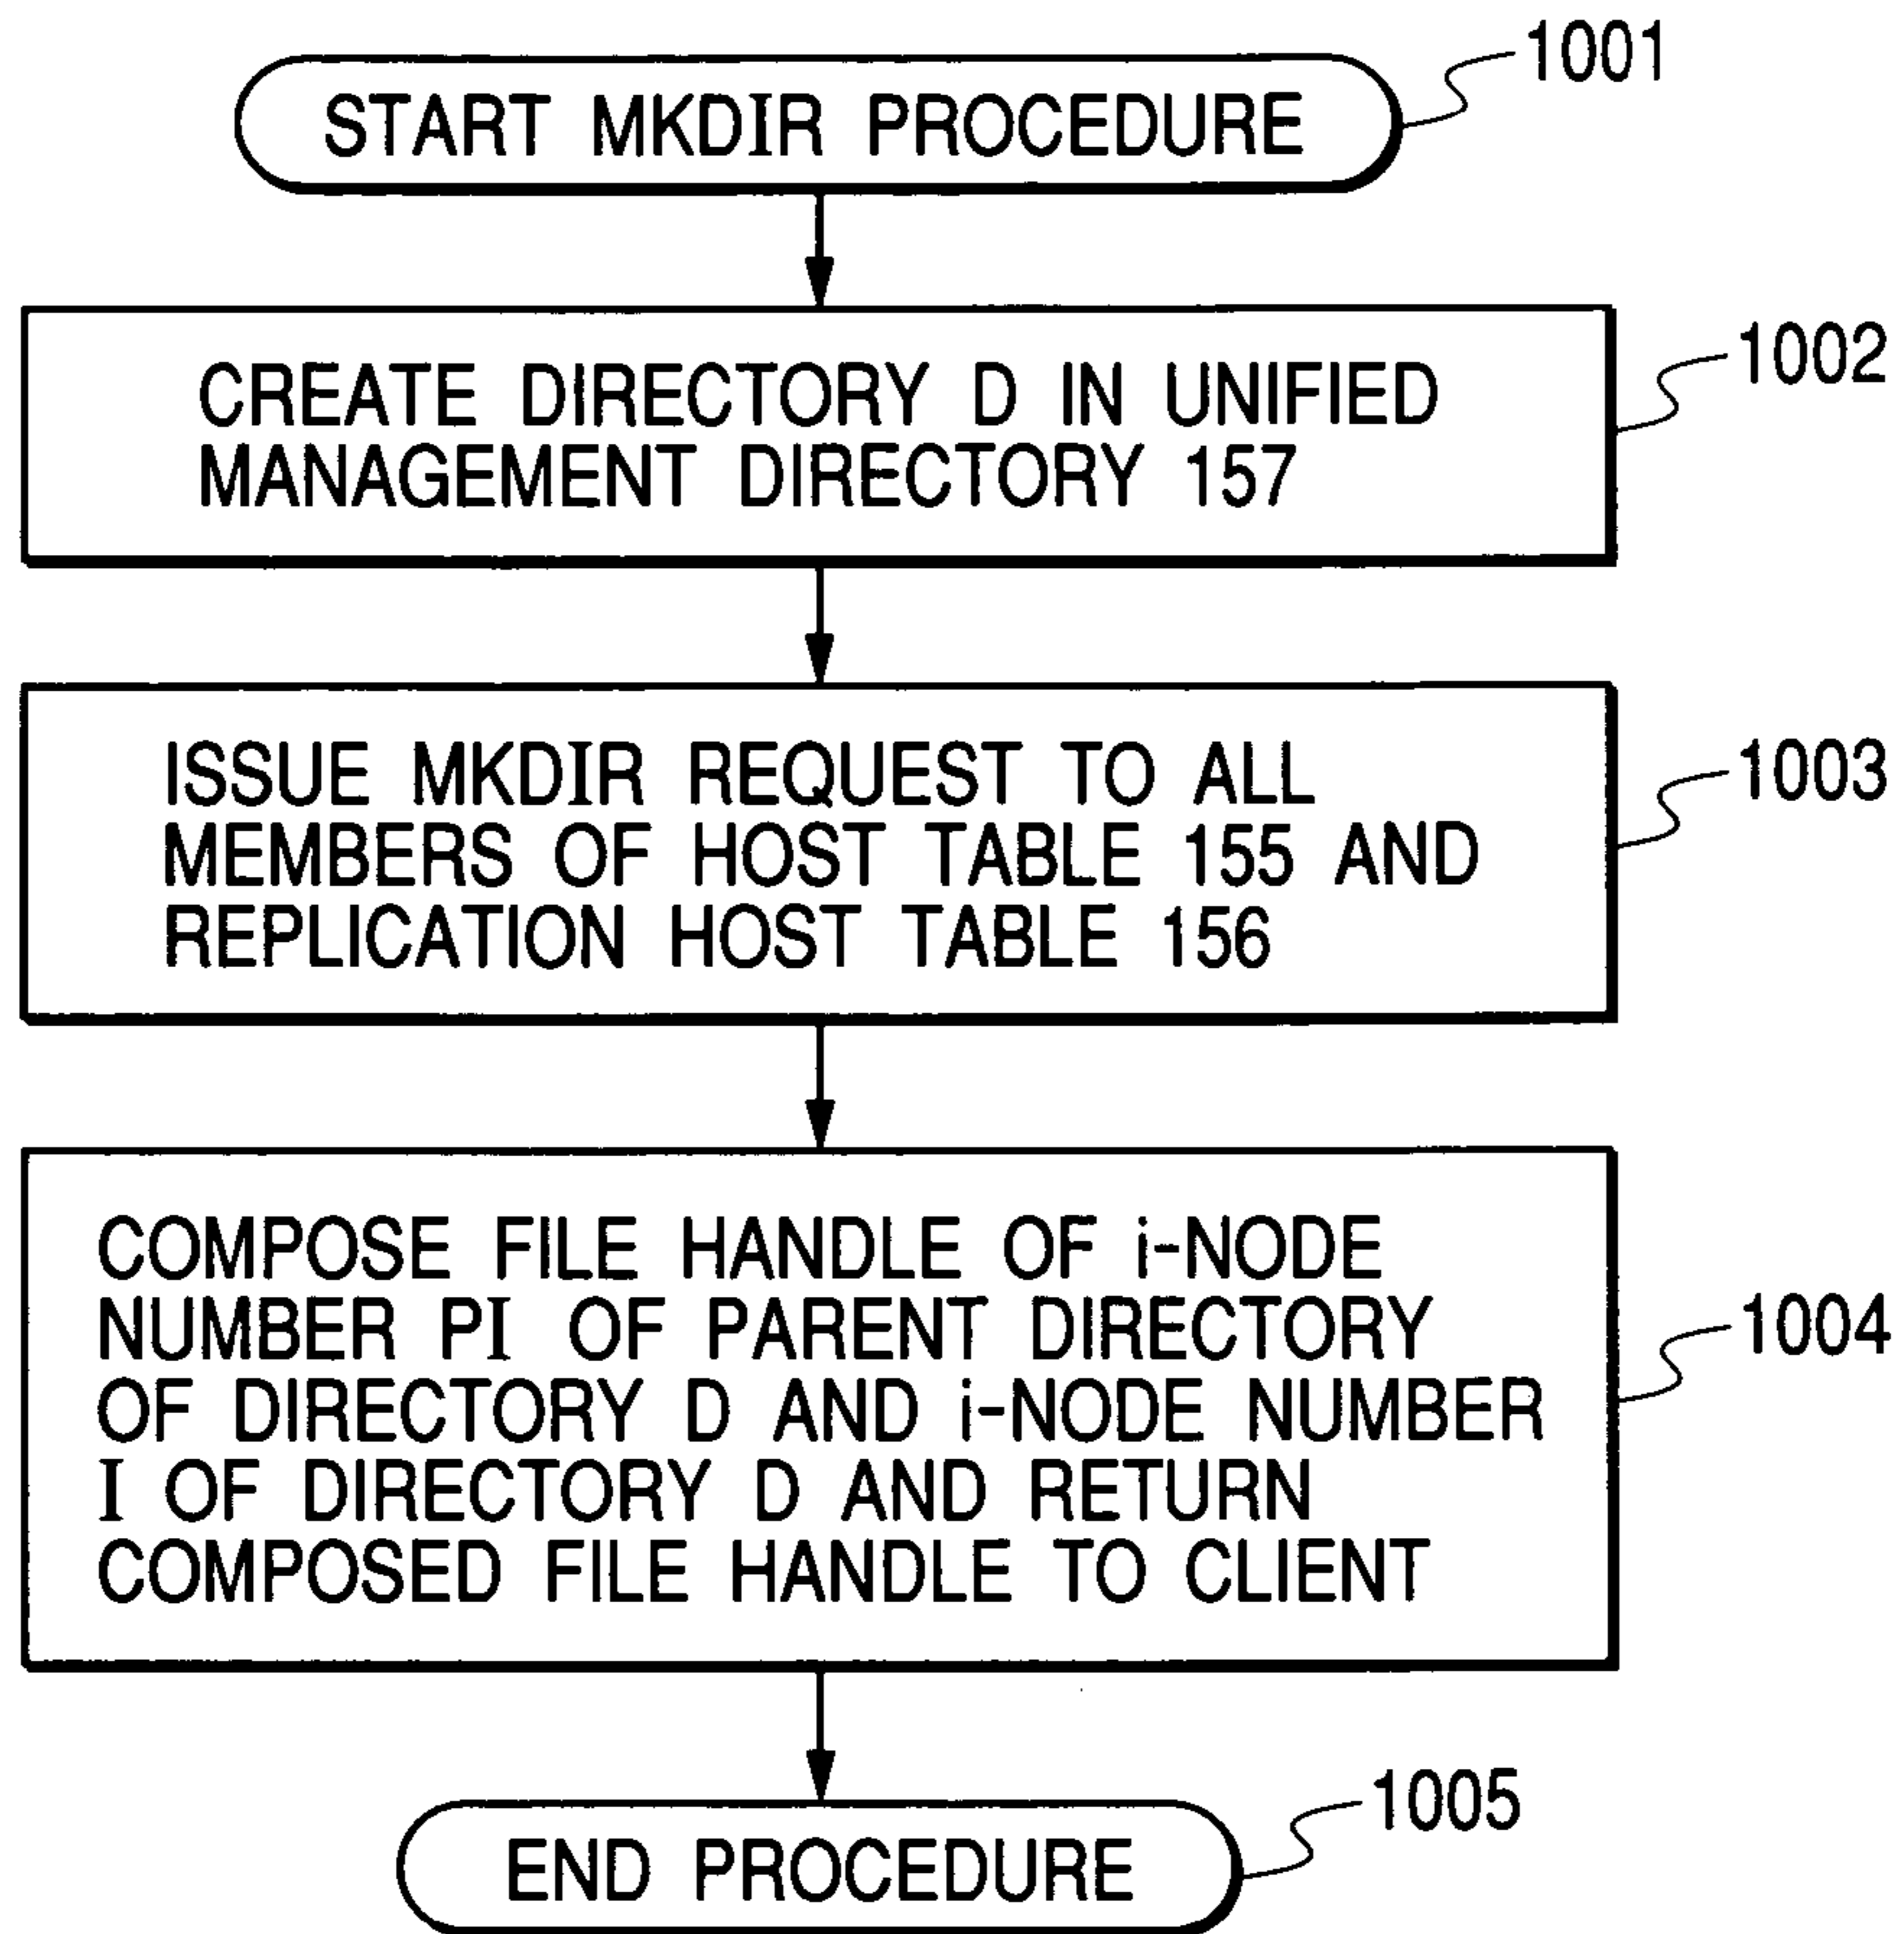 1001
START MKDIR PROCEDURE
1002
CREATE DIRECTORY D IN UNIFIED
MANAGEMENT DIRECTORY 157
1003
ISSUE MKDIR REQUEST TO ALL
MEMBERS OF HOST TABLE 155 AND
REPLICATION HOST TABLE 156
COMPOSE FILE HANDLE OF i-NODE
NUMBER PI OF PARENT DIRECTORY
1004
OF DIRECTORY D AND i-NODE NUMBER
I OF DIRECTORY D AND RETURN
COMPOSED FILE HANDLE TO CLIENT
1005
END PROCEDURE